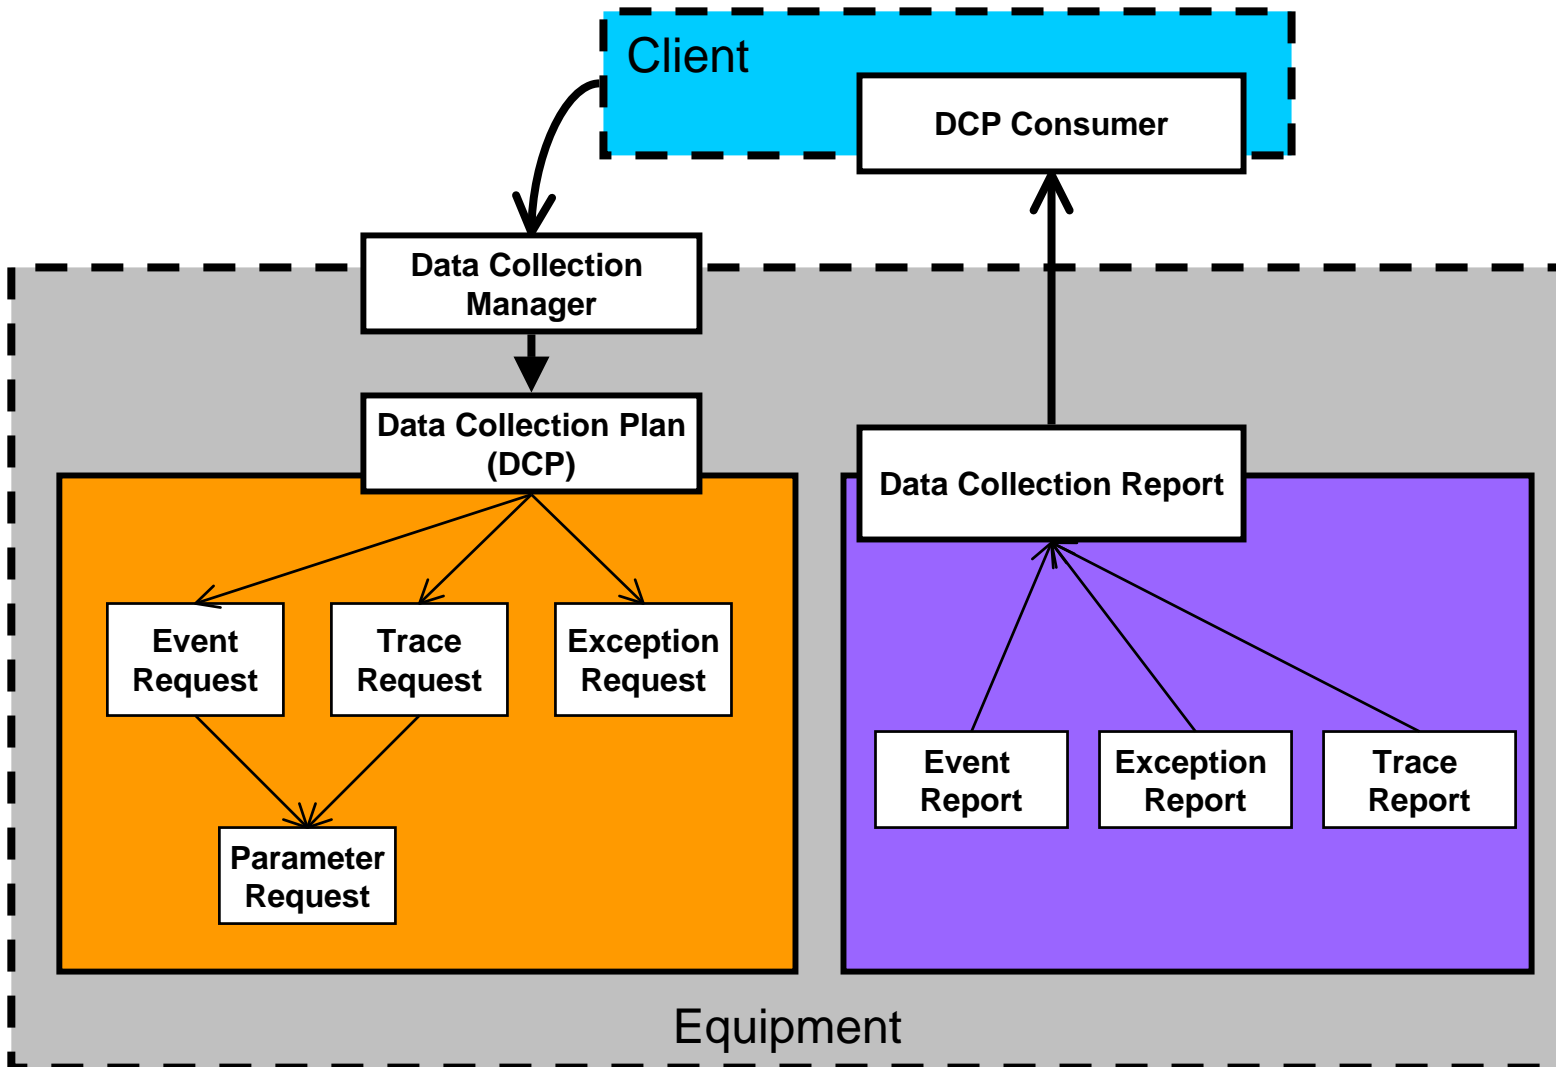 Client
DCP Consumer
Data Collection
Manager
Data Collection Plan
(DCP)
Data Collection Report
Event
Request
Trace
Request
Exception
Request
Parameter
Request
Event
Report
Exception
Report
Trace
Report
Equipment